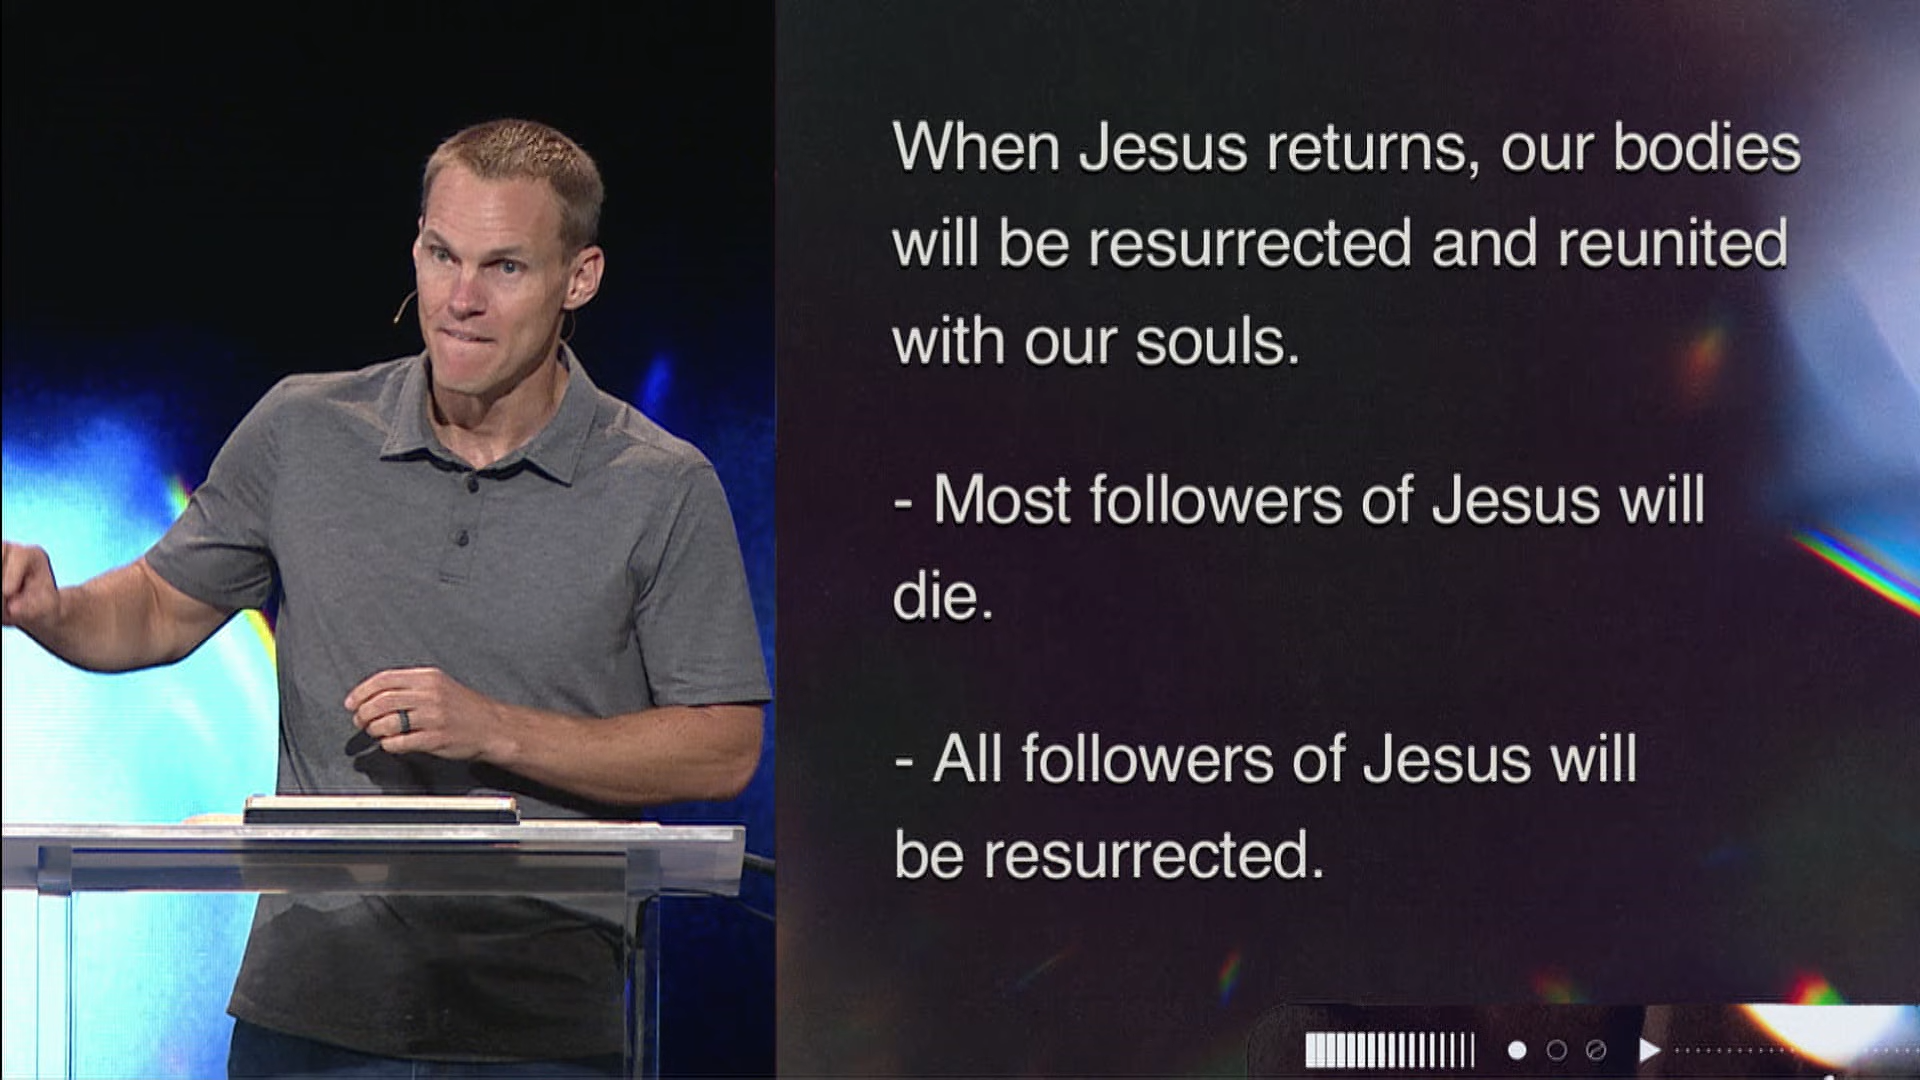 When Jesus returns, our bodies
will be resurrected and reunited
with our souls.
- Most followers of Jesus will
die.
- All followers of Jesus will
be resurrected.